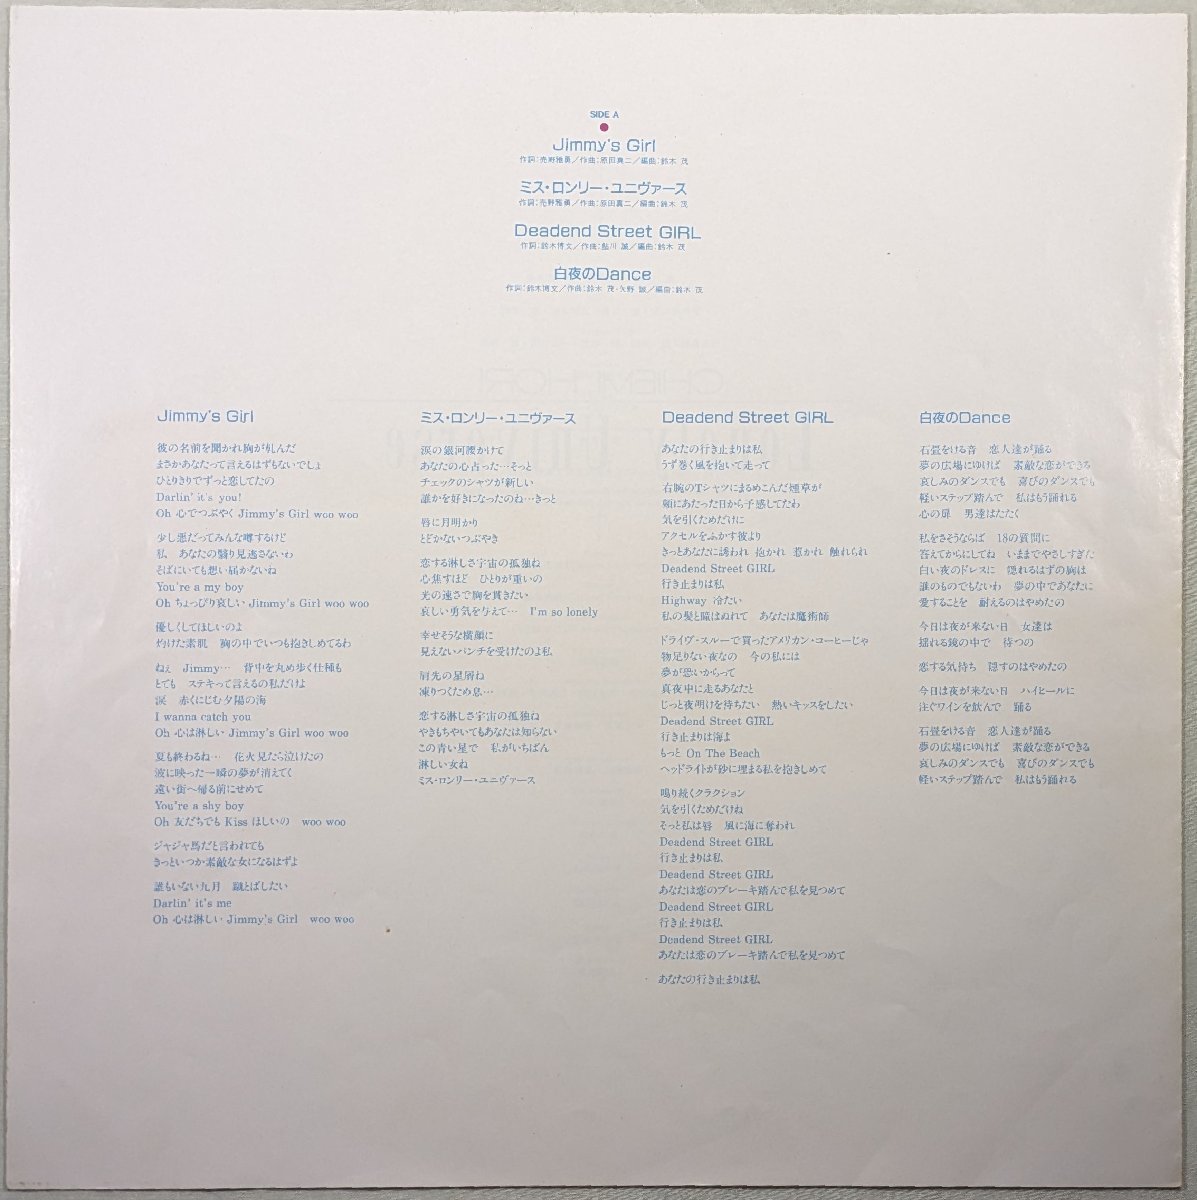 SIDE A
Jimmy's Girl
作詞:売野雅勇/作曲:原田真二/編曲:鈴木 茂
ミス・ロンリー・ユニヴァース
作詞:売野雅勇/作曲:原田真二/編曲:鈴木 茂
Deadend Street GIRL
作詞:鈴木博文/作曲:鮎川 誠/編曲:鈴木 茂
白夜のDance
作詞:鈴木博文/作曲:鈴木 茂・矢野 誠/編曲:鈴木 茂
Jimmy's Girl
彼の名前を聞かれ胸が乱んだ
まさかあなたって言えるはずもないでしょ
ひとりきりでずっと恋してたの
Darlin' it's you!
Oh 心でつぶやく Jimmy's Girl woo woo
少し悪だってみんな噂するけど
私 あなたの翳り見逃さないわ
そばにいても想い届かないね
You're a my boy
Oh ちょっぴり哀しい Jimmy's Girl woo woo
優しくしてほしいのよ
灼けた素肌 胸の中でいつも抱きしめてるわ
ねぇ Jimmy… 背中を丸め歩く仕種も
とても ステキって言えるの私だけよ
涙 赤くにじむ夕陽の海
I wanna catch you
Oh 心は淋しい Jimmy's Girl woo woo
夏も終わるね… 花火見たら泣けたの
波に映った一瞬の夢が消えてく
遠い街へ帰る前にせめて
You're a shy boy
Oh 友だちでも Kiss ほしいの woo woo
ジャジャ馬だと言われても
きっといつか素敵な女になるはずよ
誰もいない九月 蹴とばしたい
Darlin' it's me
Oh 心は淋しい Jimmy's Girl woo woo
ミス・ロンリー・ユニヴァース
涙の銀河腰かけて
あなたの心占った…そっと
チェックのシャツが新しい
誰かを好きになったのね…きっと
唇に月明かり
とどかないつぶやき
恋する淋しさ宇宙の孤独ね
心焦すほど ひとりが重いの
光の速さで胸を貫きたい
哀しい勇気を与えて… I'm so lonely
幸せそうな横顔に
見えないパンチを受けたのよ私
肩先の星屑ね
凍りつくため息…
恋する淋しさ宇宙の孤独ね
やきもちやいてもあなたは知らない
この青い星で 私がいちばん
淋しい女ね
ミス・ロンリー・ユニヴァース
Deadend Street GIRL
あなたの行き止まりは私
うず巻く風を抱いて走って
右腕のTシャツにまるめこんだ煙草が
頬にあたった日から予感してたわ
気を引くためだけに
アクセルをふかす彼より
きっとあなたに誘われ 抱かれ 惹かれ 触れられ
Deadend Street GIRL
行き止まりは私
Highway 冷たい
私の髪と瞳はぬれて あなたは魔術師
ドライヴ・スルーで買ったアメリカン・コーヒーじゃ
物足りない夜なの 今の私には
夢が思いからって
真夜中に走るあなたと
じっと夜明けを待ちたい 熱いキッスをしたい
Deadend Street GIRL
行き止まりは海よ
もっと On The Beach
ヘッドライトが砂に埋まる私を抱きしめて
鳴り続くクラクション
気を引くためだけね
そっと私は唇 風に海に奪われ
Deadend Street GIRL
行き止まりは私
Deadend Street GIRL
あなたは恋のブレーキ踏んで私を見つめて
Deadend Street GIRL
行き止まりは私
Deadend Street GIRL
あなたは恋のブレーキ踏んで私を見つめて
あなたの行き止まりは私
白夜のDance
石畳をける音 恋人達が踊る
夢の広場にゆけば 素敵な恋ができる
哀しみのダンスでも 喜びのダンスでも
軽いステップ踏んで 私はもう踊れる
心の扉 男達はたたく
私をさそうならば 18の質問に
答えてからにしてね いままでやさしすぎた
白い夜のドレスに 隠れるはずの胸は
誰のものでもないわ 夢の中であなたに
愛することを 耐えるのはやめたの
今日は夜が来ない日 女達は
揺れる鏡の中で 待つの
恋する気持ち 隠すのはやめたの
今日は夜が来ない日 ハイヒールに
注ぐワインを飲んで 踊る
石畳をける音 恋人達が踊る
夢の広場にゆけば 素敵な恋ができる
哀しみのダンスでも 喜びのダンスでも
軽いステップ踏んで 私はもう踊れる